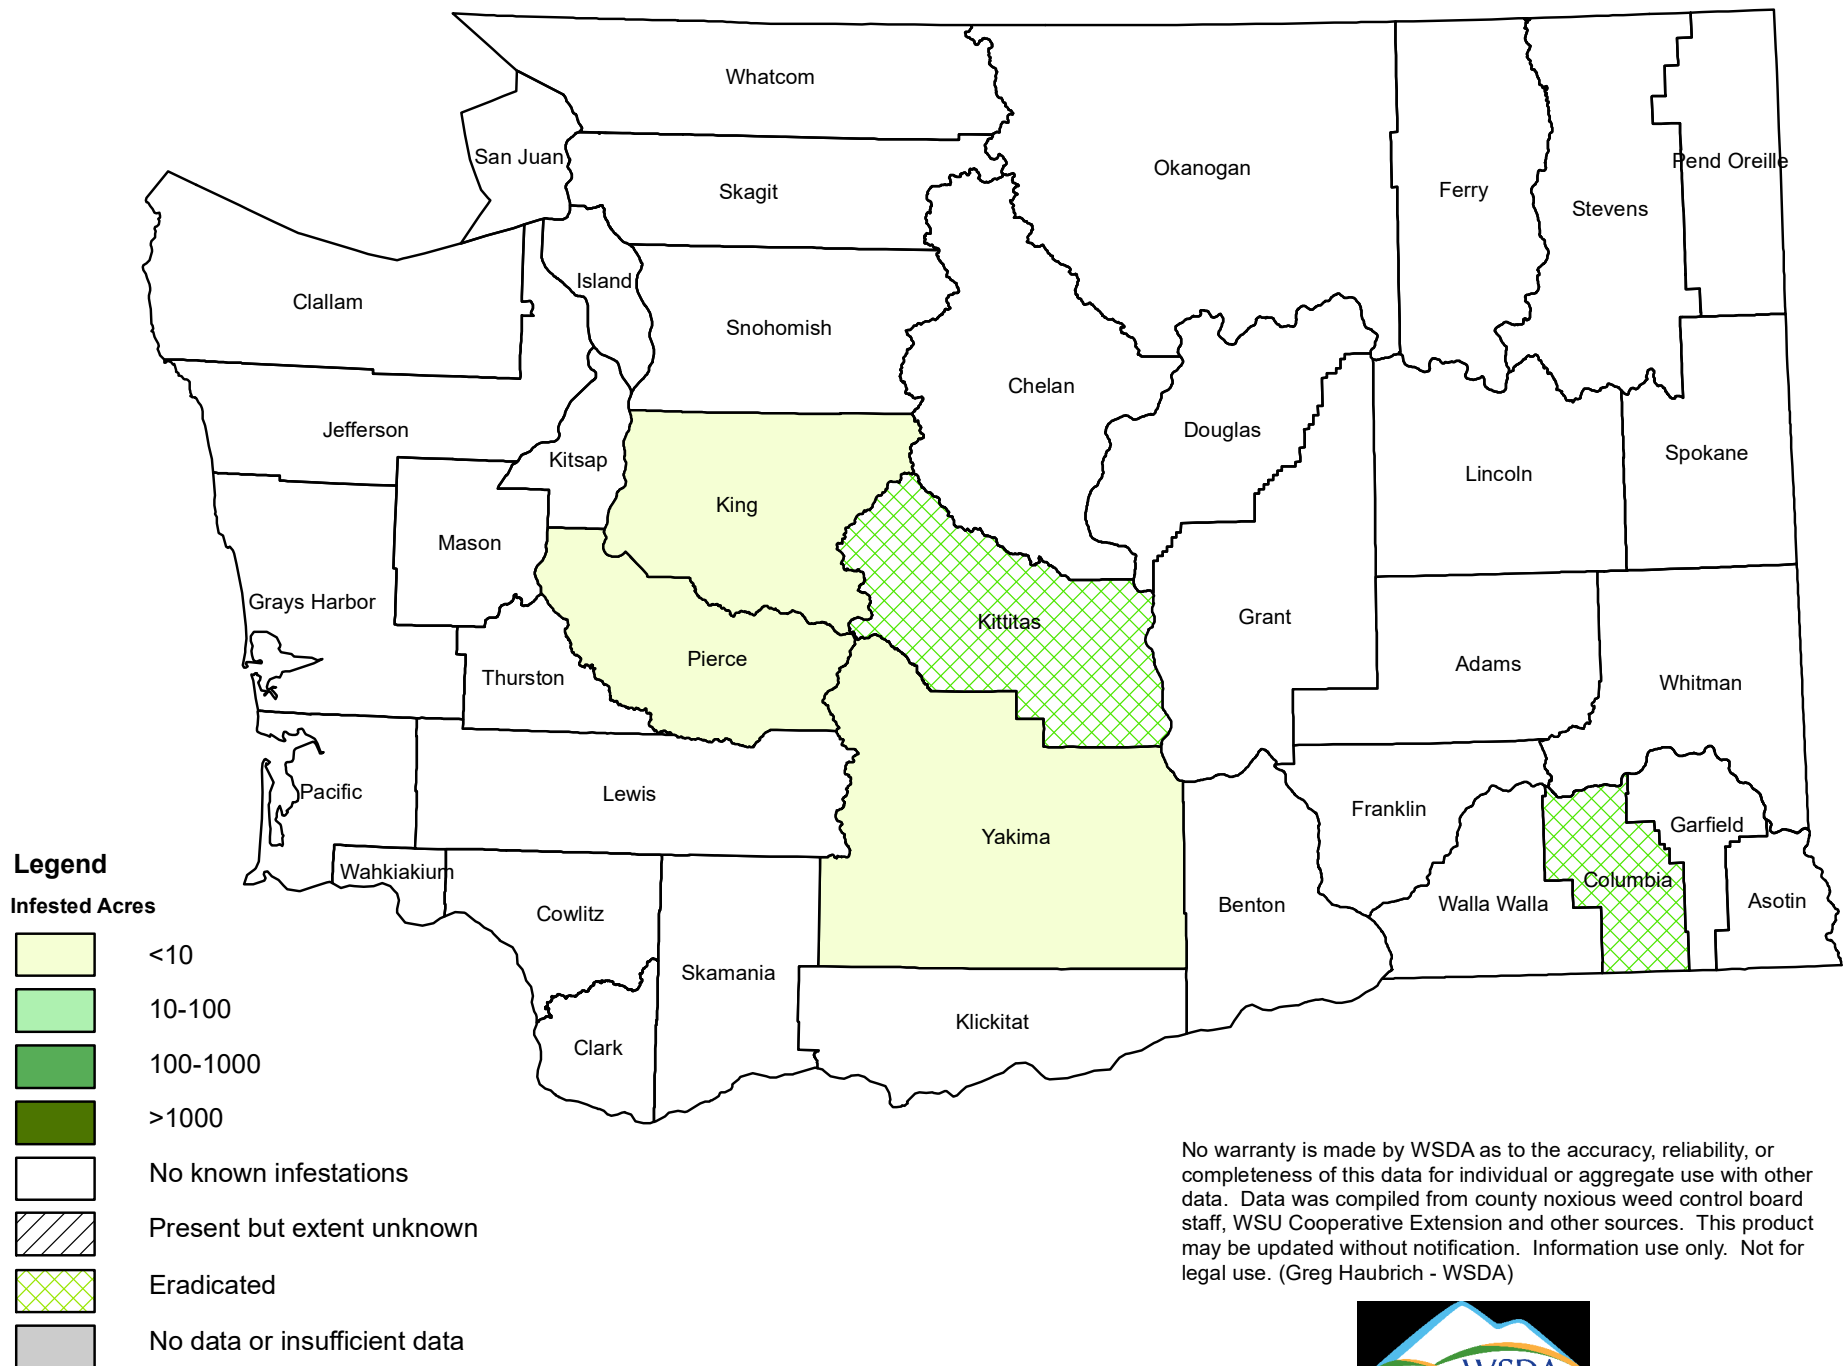 Whatcom
San Juan
Skagit
Okanogan
Ferry
Stevens
Pend Oreille
Clallam
Island
Snohomish
Chelan
Douglas
Jefferson
Kitsap
King
Lincoln
Spokane
Mason
Grays Harbor
Kittitas
Grant
Thurston
Pierce
Adams
Whitman
Pacific
Lewis
Yakima
Franklin
Garfield
Wahkiakium
Cowlitz
Skamania
Benton
Walla Walla
Columbia
Asotin
Clark
Klickitat
Legend
Infested Acres
<10
10-100
100-1000
>1000
No known infestations
Present but extent unknown
Eradicated
No data or insufficient data
No warranty is made by WSDA as to the accuracy, reliability, or
completeness of this data for individual or aggregate use with other
data.  Data was compiled from county noxious weed control board
staff, WSU Cooperative Extension and other sources.  This product
may be updated without notification.  Information use only.  Not for
legal use. (Greg Haubrich - WSDA)
WSDA